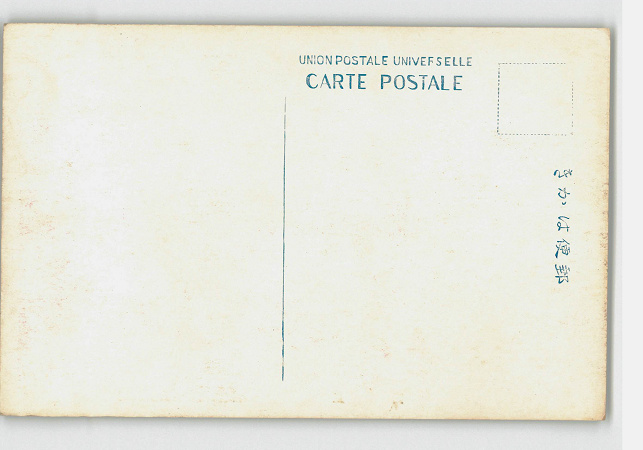 UNION POSTALE UNIVERSELLE
CARTE POSTALE
郵便はかき